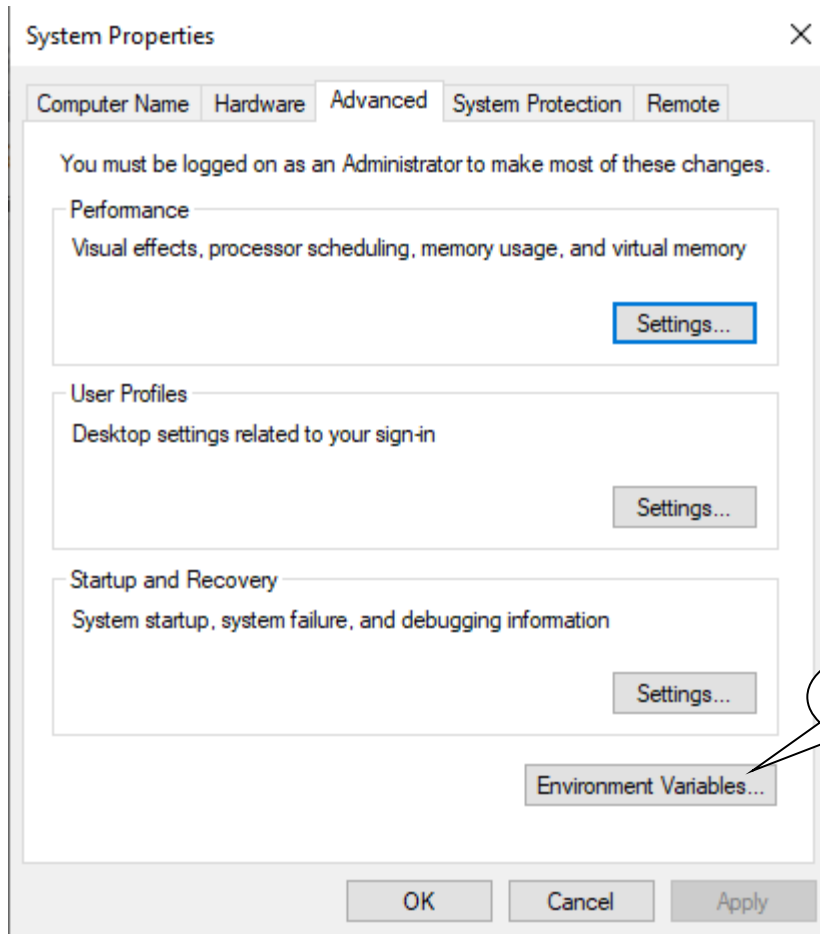 System Properties
Computer Name Hardware Advanced System Protection Remote
You must be logged on as an Administrator to make most of these changes.
Performance
Visual effects, processor scheduling, memory usage, and virtual memory
Settings...
User Profiles
Desktop settings related to your sign-in
Settings...
Startup and Recovery
System startup, system failure, and debugging information
Settings...
Environment Variables...
OK Cancel Apply